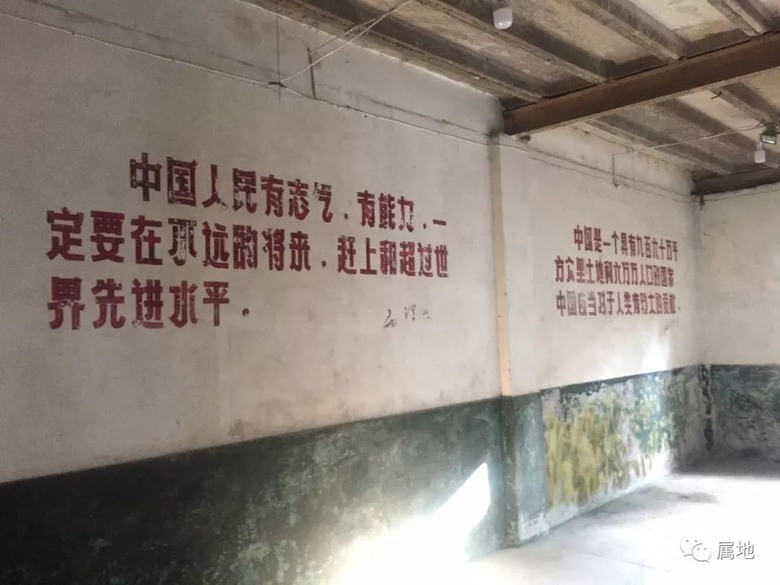 中国人民有志气，有能力，一
定要在不远的将来，赶上和超过世
界先进水平。
中国是一个具有九百六十万平
方公里土地和六万万人口的国家，
中国应当对于人类有较大的贡献。
属地